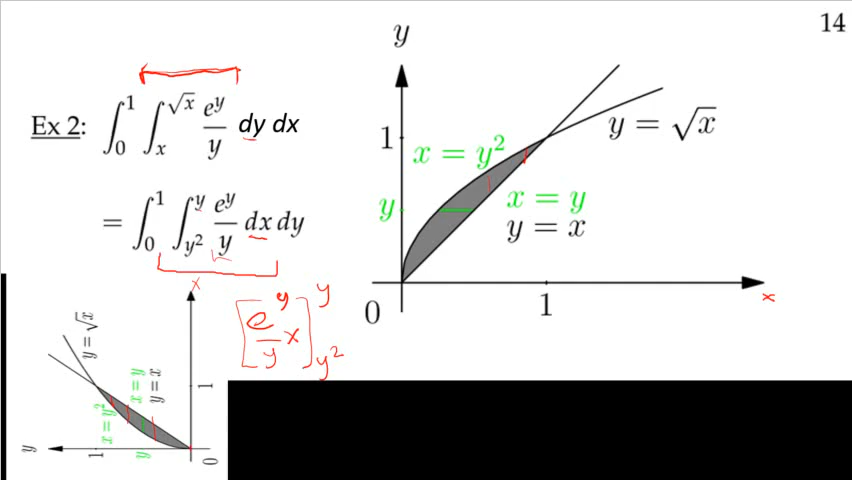 14
Ex 2: ∫₀¹ ∫ₓ^√x e^y/y dy dx
= ∫₀¹ ∫_{y²}^y e^y/y dx dy
[e^y/y x]_{y²}^y
y
1
x = y²
y = √x
y
x = y
y = x
0
1
x
x
y = √x
x = y²
x = y
y = x
1
y
1
y
0